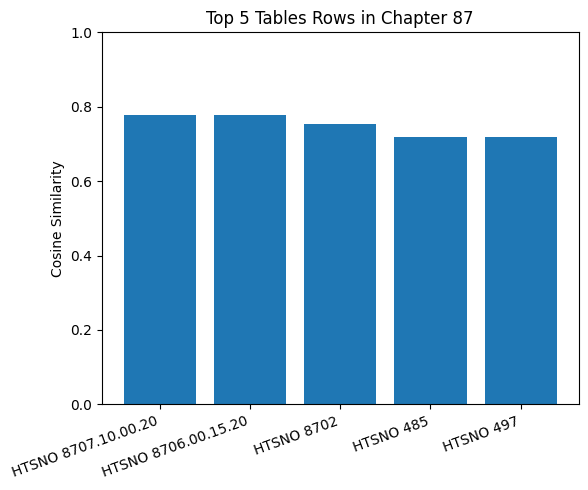 Top 5 Tables Rows in Chapter 87
Cosine Similarity
1.0
0.8
0.6
0.4
0.2
0.0
HTSNO 8707.10.00.20
HTSNO 8706.00.15.20
HTSNO 8702
HTSNO 485
HTSNO 497